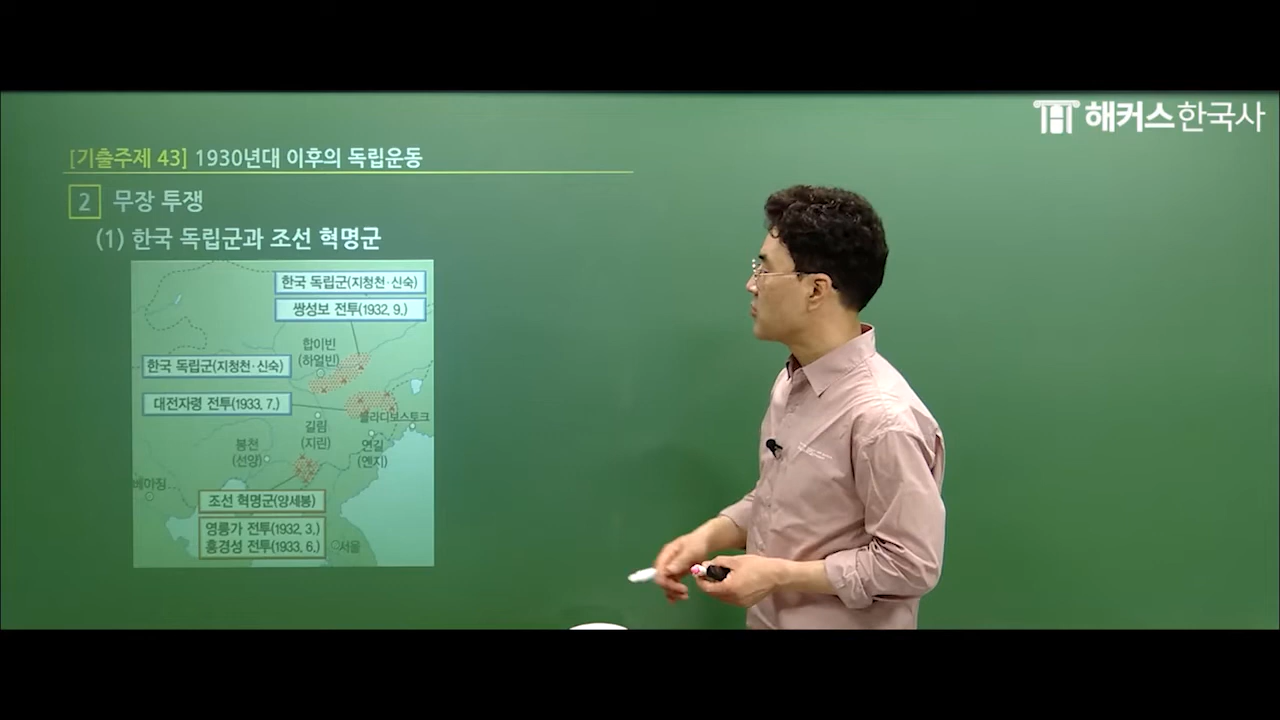 해커스한국사
[기출주제 43] 1930년대 이후의 독립운동
2 무장 투쟁
(1) 한국 독립군과 조선 혁명군
한국 독립군(지청천·신숙)
쌍성보 전투(1932. 9.)
합이빈
(하얼빈)
한국 독립군(지청천·신숙)
대전자령 전투(1933. 7.)
블라디보스토크
길림
(지린)
연길
(옌지)
봉천
(선양)
베이징
조선 혁명군(양세봉)
영릉가 전투(1932. 3.)
흥경성 전투(1933. 6.)
서울